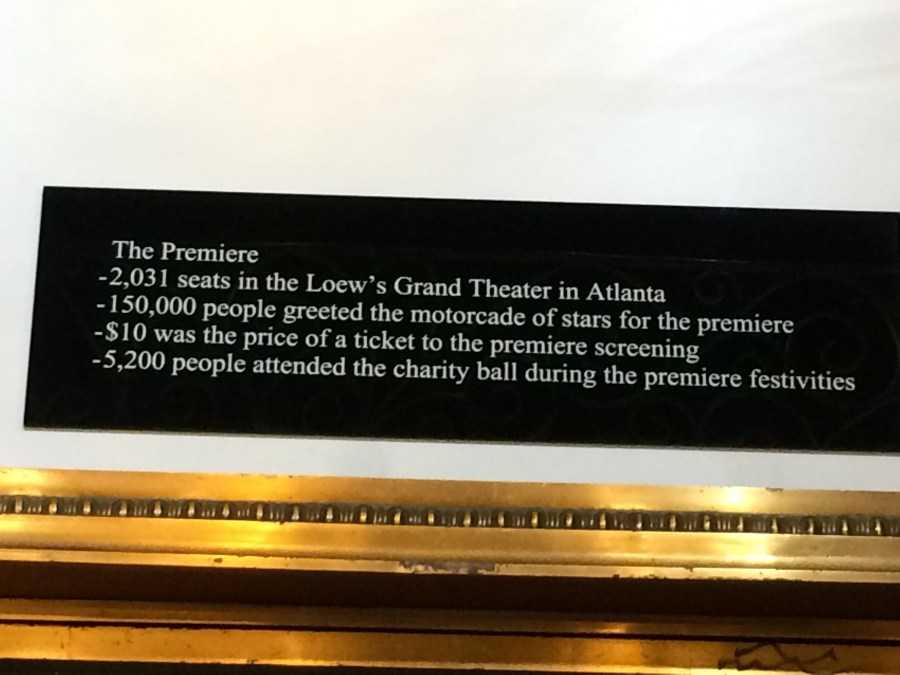 The Premiere
-2,031 seats in the Loew's Grand Theater in Atlanta
-150,000 people greeted the motorcade of stars for the premiere
-$10 was the price of a ticket to the premiere screening
-5,200 people attended the charity ball during the premiere festivities